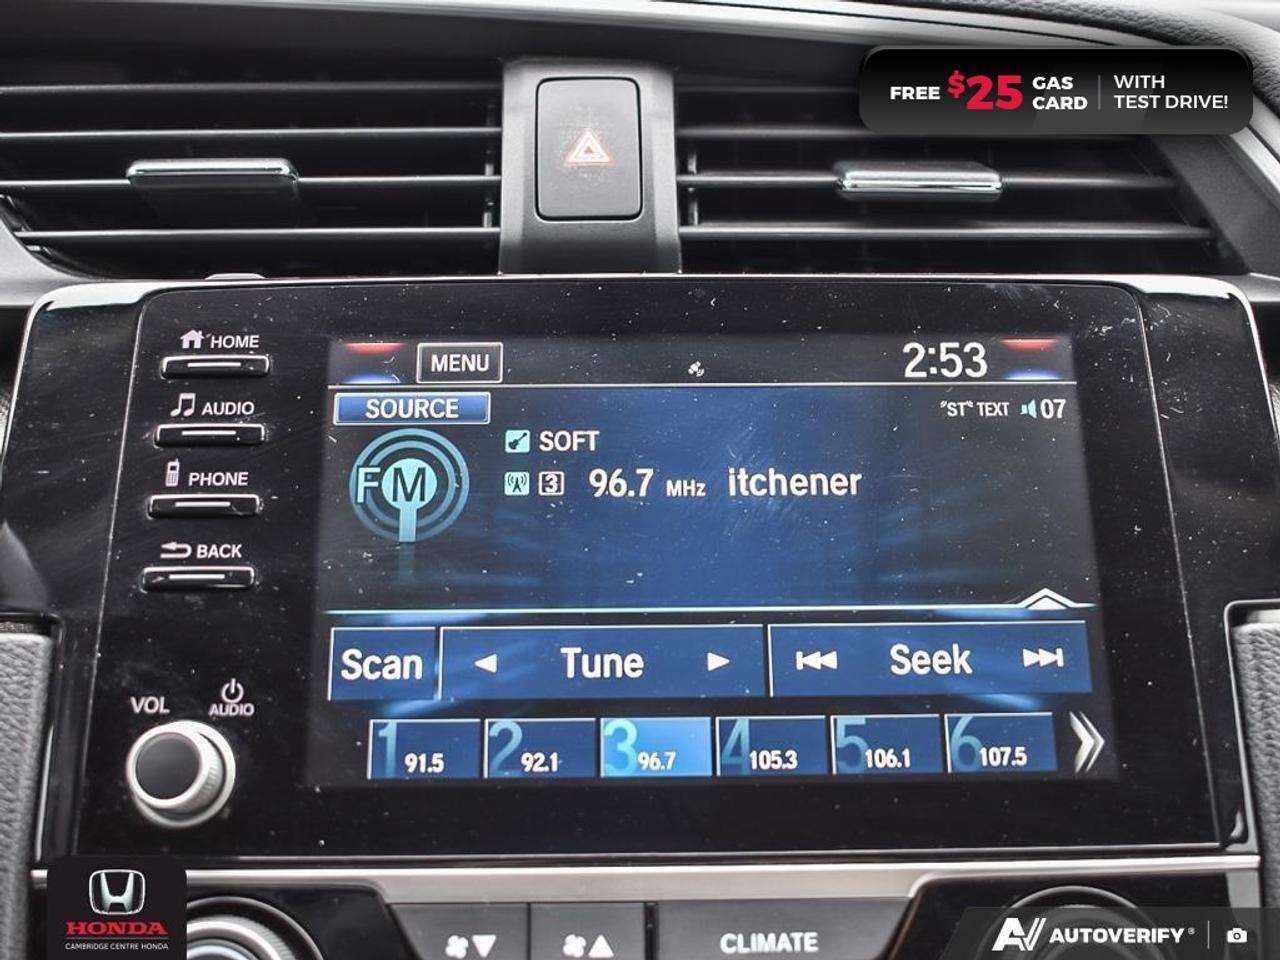 FREE $25 GAS CARD WITH TEST DRIVE!
HOME
MENU
2:53
AUDIO
SOURCE
"ST" TEXT 07
SOFT
FM
3 96.7 MHz itchener
PHONE
BACK
Scan Tune Seek
VOL
AUDIO
1 91.5
2 92.1
3 96.7
4 105.3
5 106.1
6 107.5
HONDA
CAMBRIDGE CENTRE HONDA
CLIMATE
AUTOVERIFY®